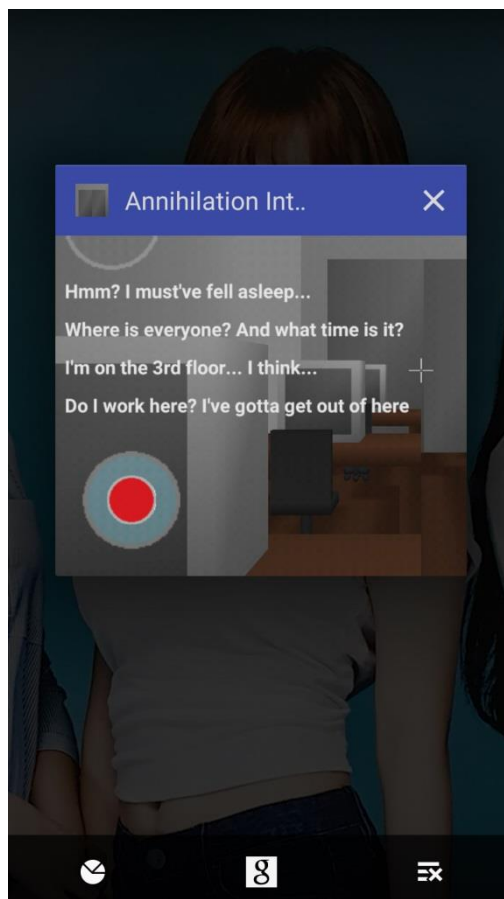 Annihilation Int..
Hmm? I must've fell asleep...
Where is everyone? And what time is it?
I'm on the 3rd floor... I think...
Do I work here? I've gotta get out of here
g